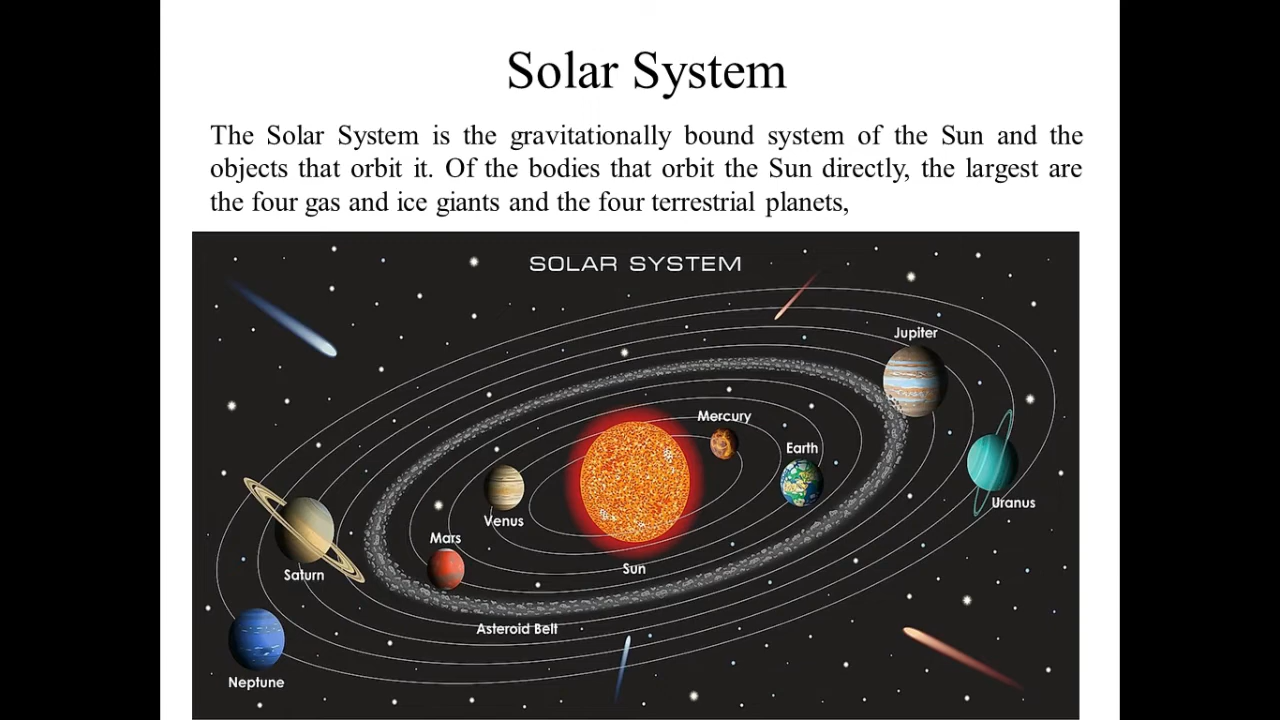 Solar System
The Solar System is the gravitationally bound system of the Sun and the
objects that orbit it. Of the bodies that orbit the Sun directly, the largest are
the four gas and ice giants and the four terrestrial planets,
SOLAR SYSTEM
Jupiter
Mercury
Earth
Uranus
Venus
Mars
Sun
Saturn
Asteroid Belt
Neptune